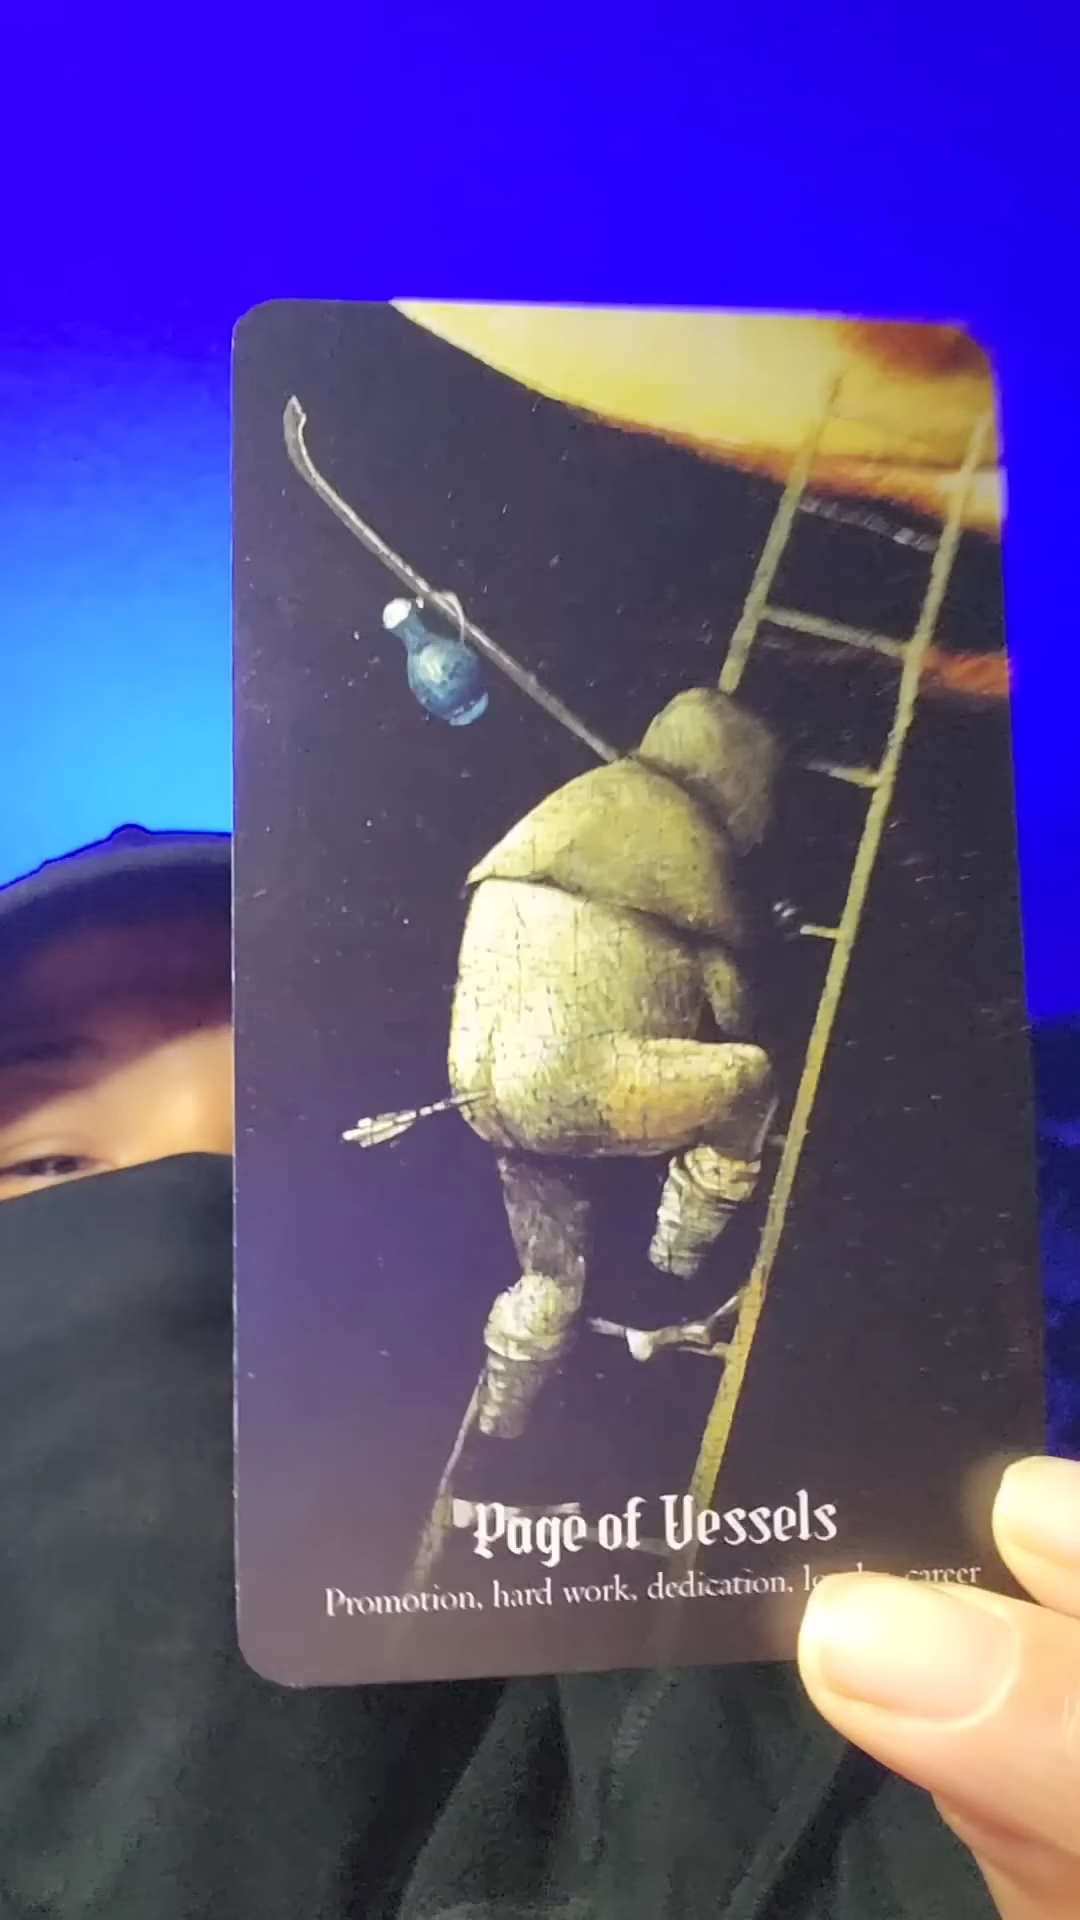 Page of Vessels
Promotion, hard work, dedication, career